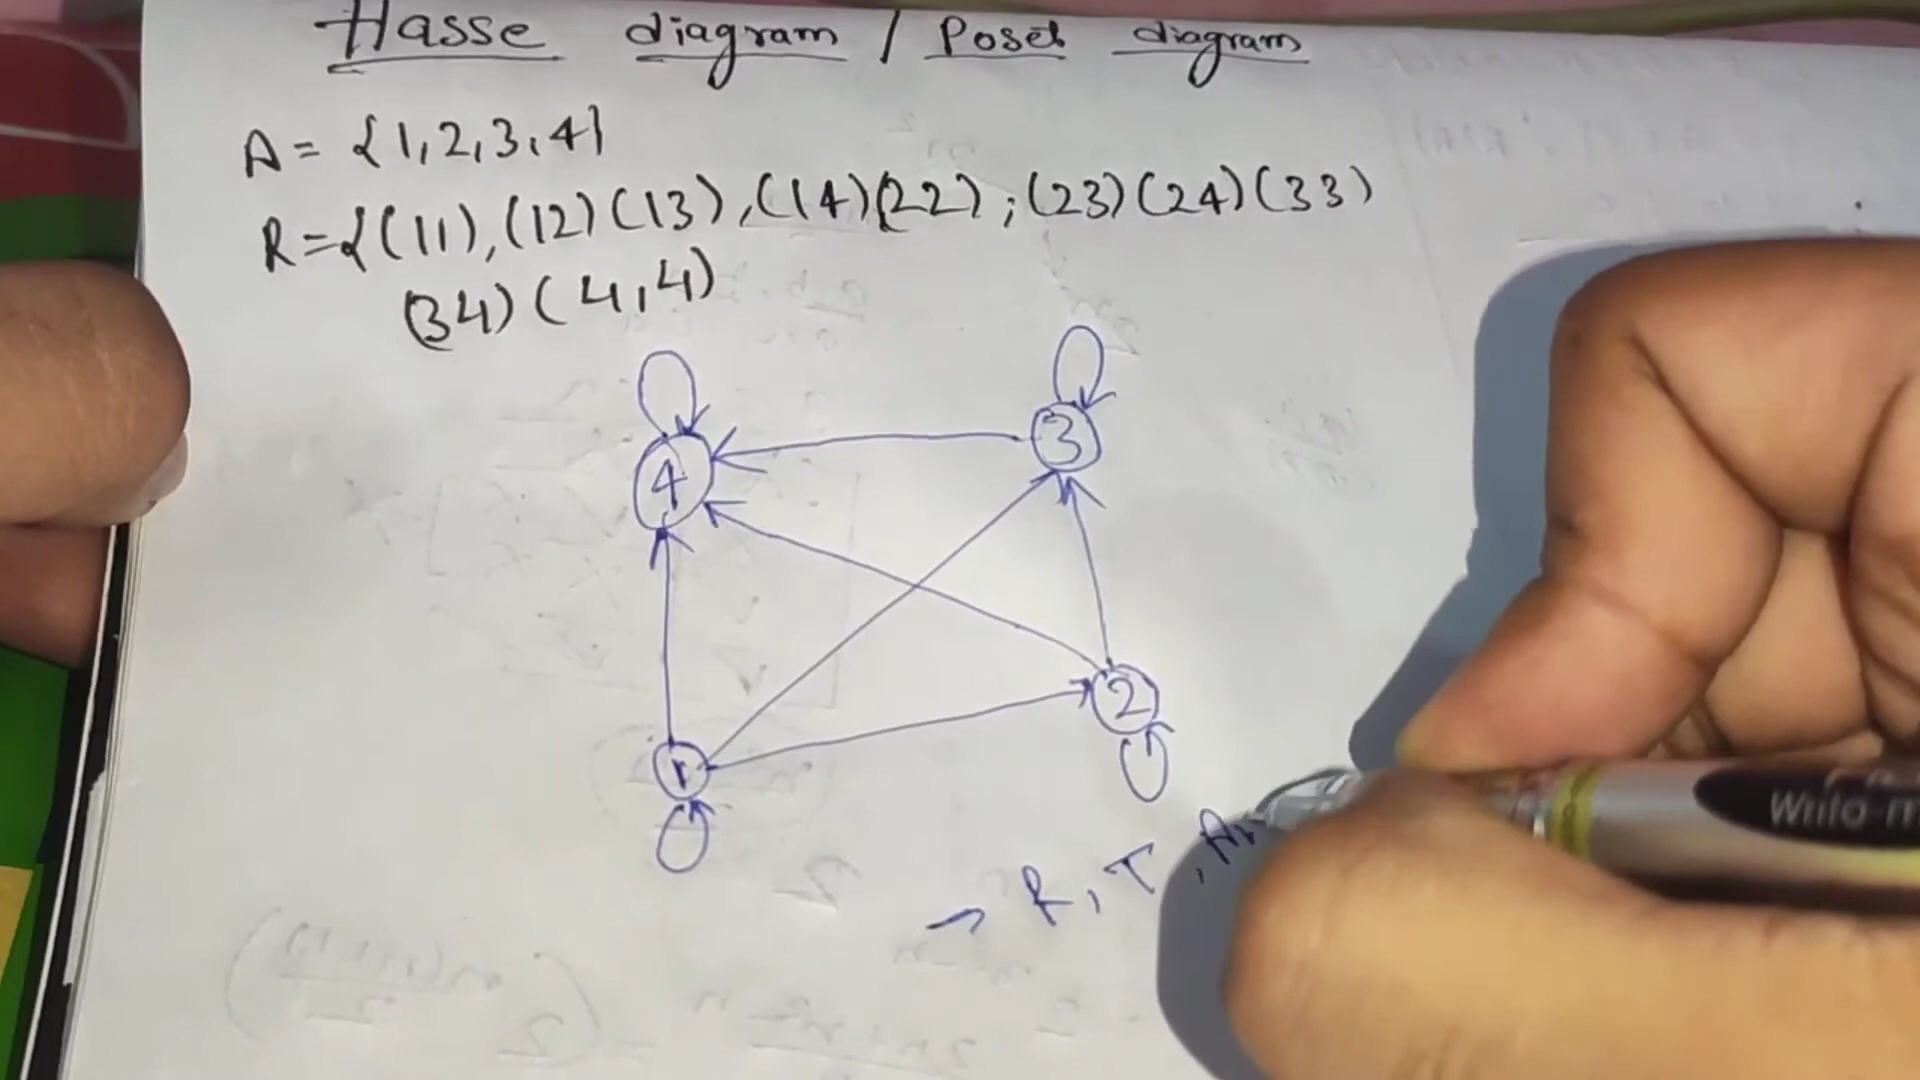 Hasse diagram / Poset diagram
A = {1,2,3,4}
R={(11),(12)(13),(14)(22),(23)(24)(33)
(34)(4,4)
4
3
2
1
→ R, T, A